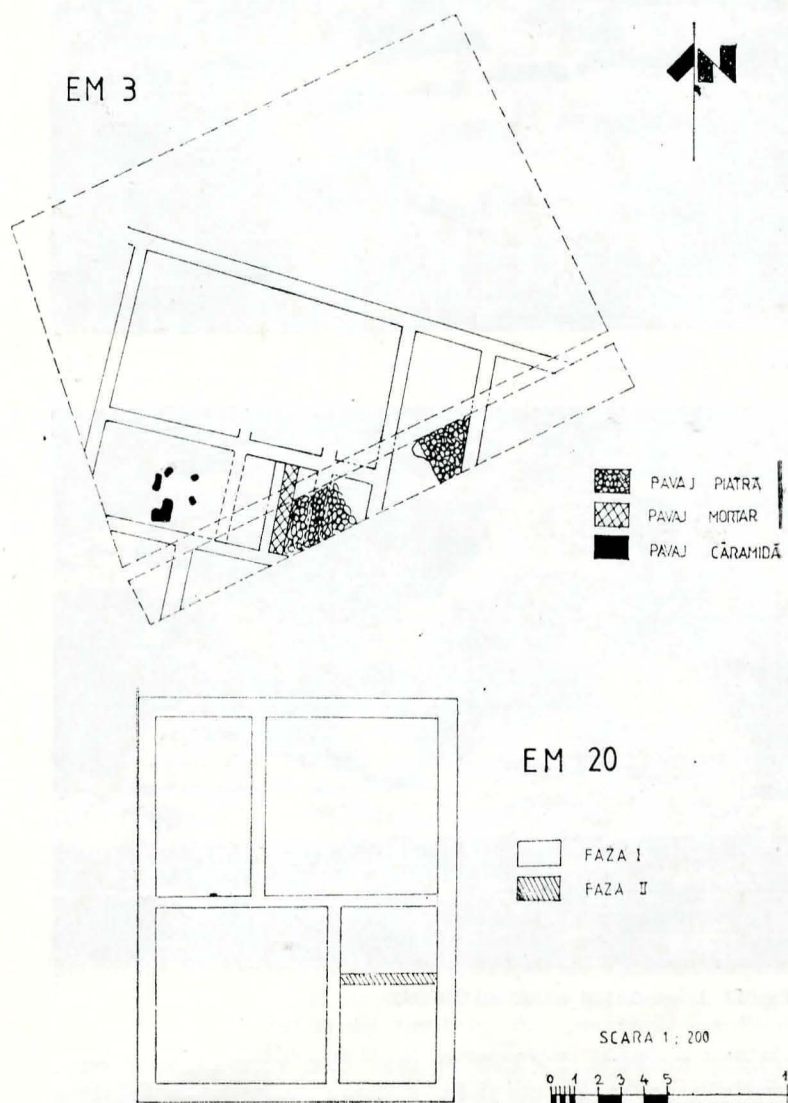 EM 3
PAVAJ PIATRĂ
PAVAJ MORTAR
PAVAJ CĂRAMIDĂ
EM 20
FAZA I
FAZA II
SCARA 1 : 200
0 1 2 3 4 5 1